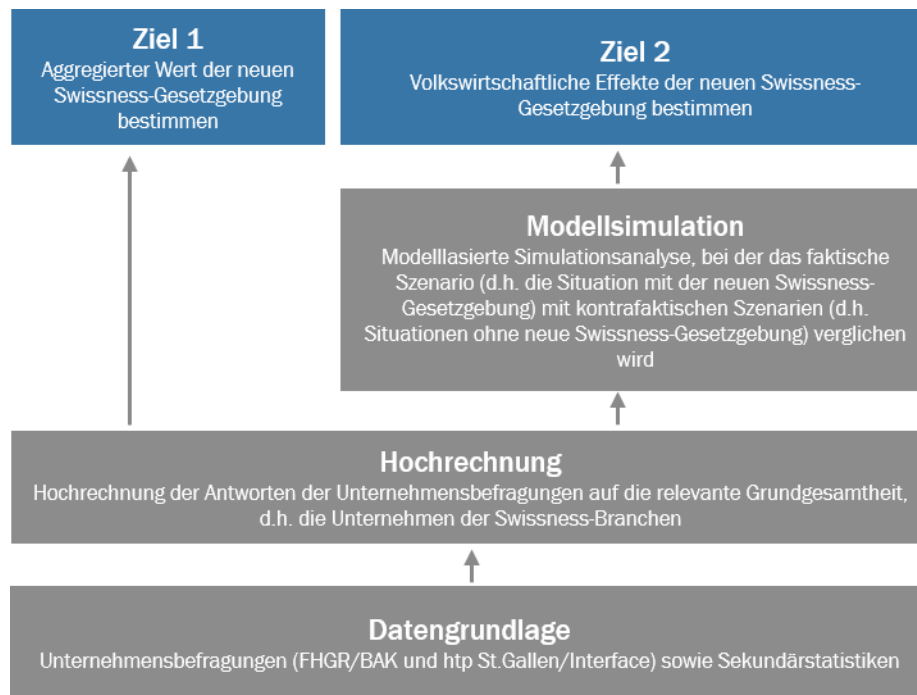 Ziel 1
Aggregierter Wert der neuen
Swissness-Gesetzgebung
bestimmen
Ziel 2
Volkswirtschaftliche Effekte der neuen Swissness-
Gesetzgebung bestimmen
Modellsimulation
Modelllasierte Simulationsanalyse, bei der das faktische
Szenario (d.h. die Situation mit der neuen Swissness-
Gesetzgebung) mit kontrafaktischen Szenarien (d.h.
Situationen ohne neue Swissness-Gesetzgebung) verglichen
wird
Hochrechnung
Hochrechnung der Antworten der Unternehmensbefragungen auf die relevante Grundgesamtheit,
d.h. die Unternehmen der Swissness-Branchen
Datengrundlage
Unternehmensbefragungen (FHGR/BAK und htp St.Gallen/Interface) sowie Sekundärstatistiken